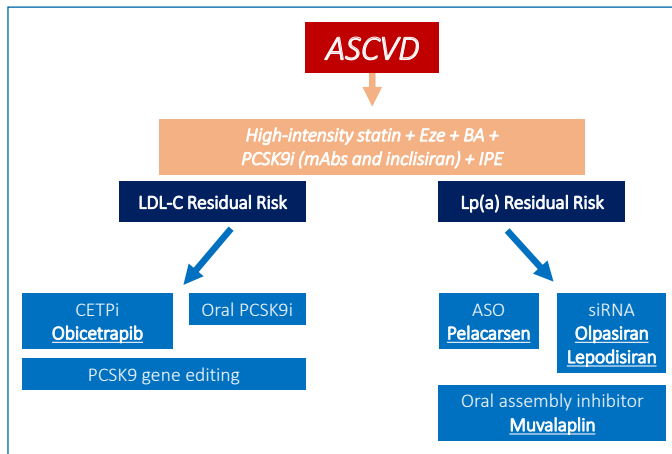 ASCVD
High-intensity statin + Eze + BA +
PCSK9i (mAbs and inclisiran) + IPE
LDL-C Residual Risk
Lp(a) Residual Risk
CETPi
Obicetrapib
Oral PCSK9i
PCSK9 gene editing
ASO
Pelacarsen
siRNA
Olpasiran
Lepodisiran
Oral assembly inhibitor
Muvalaplin